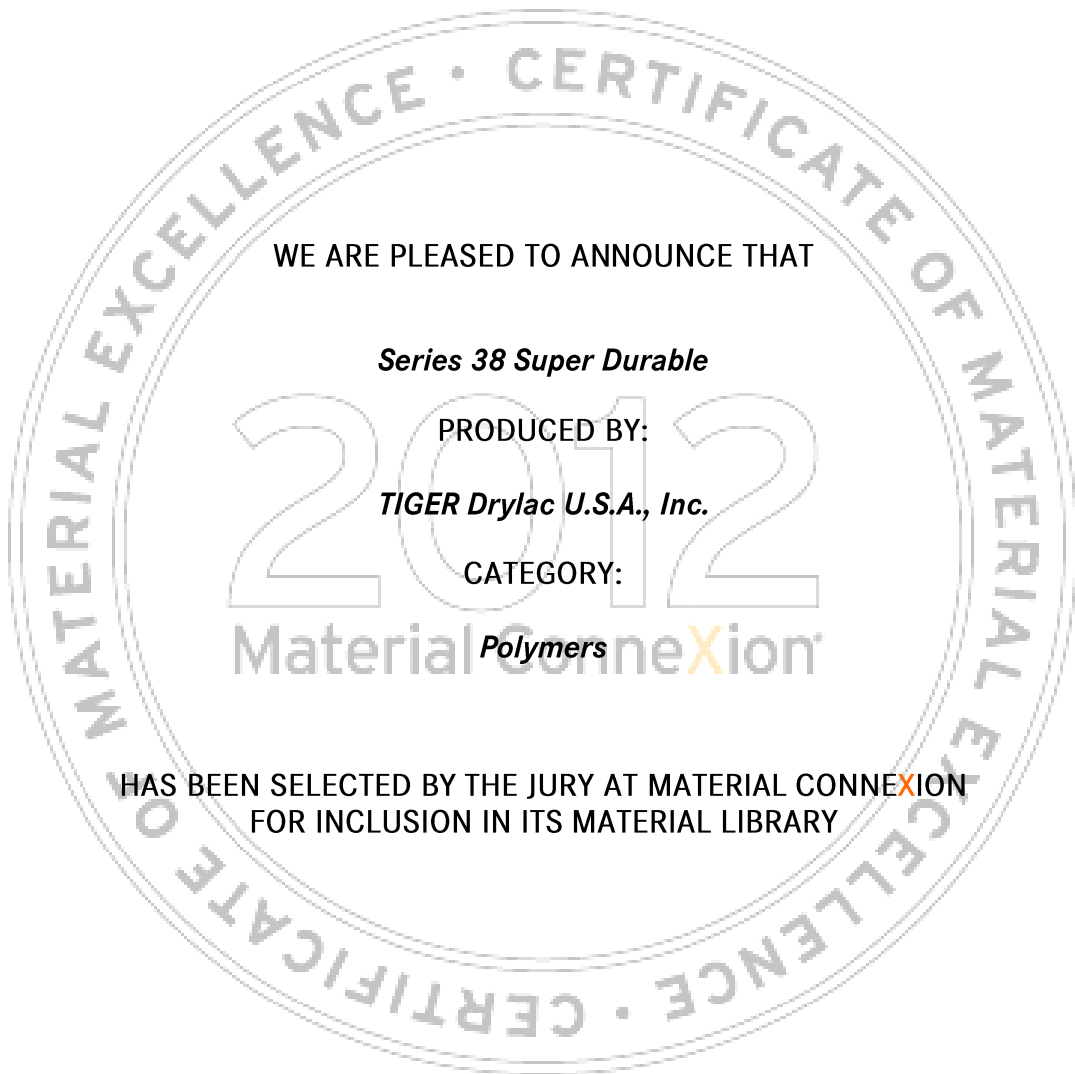 CERTIFICATE OF MATERIAL EXCELLENCE •
CERTIFICATE OF MATERIAL EXCELLENCE •
WE ARE PLEASED TO ANNOUNCE THAT
Series 38 Super Durable
2012
PRODUCED BY:
TIGER Drylac U.S.A., Inc.
CATEGORY:
Material ConneXion
Polymers
HAS BEEN SELECTED BY THE JURY AT MATERIAL CONNEXION
FOR INCLUSION IN ITS MATERIAL LIBRARY